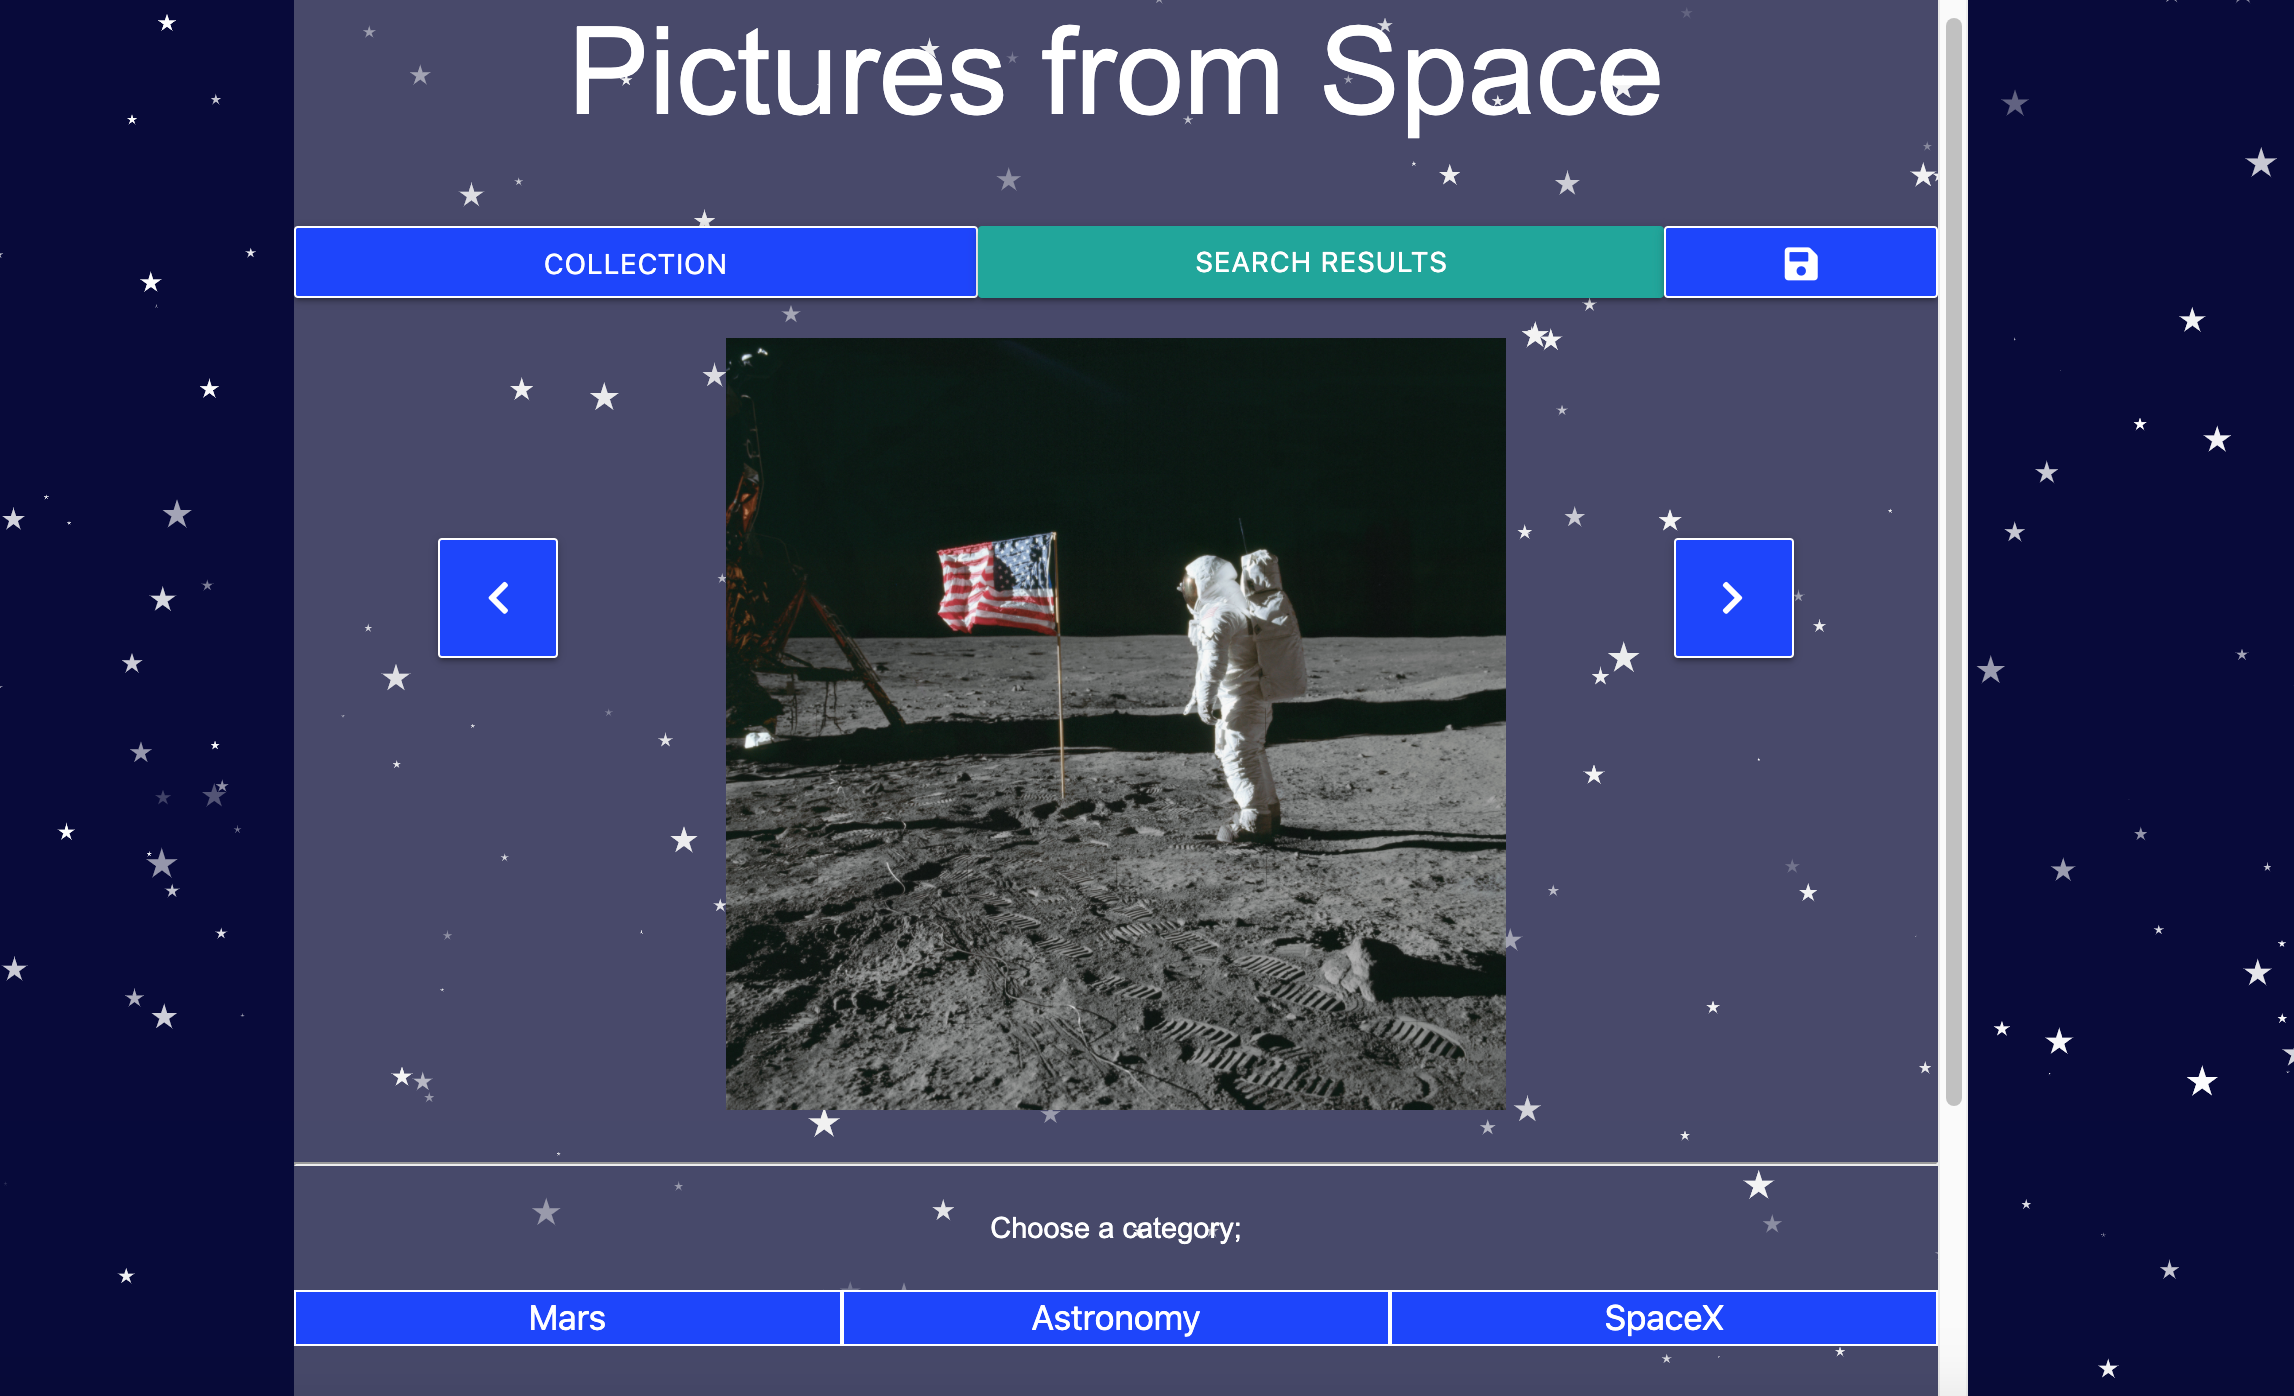 Pictures from Space
COLLECTION
SEARCH RESULTS
Choose a category;
Mars
Astronomy
SpaceX